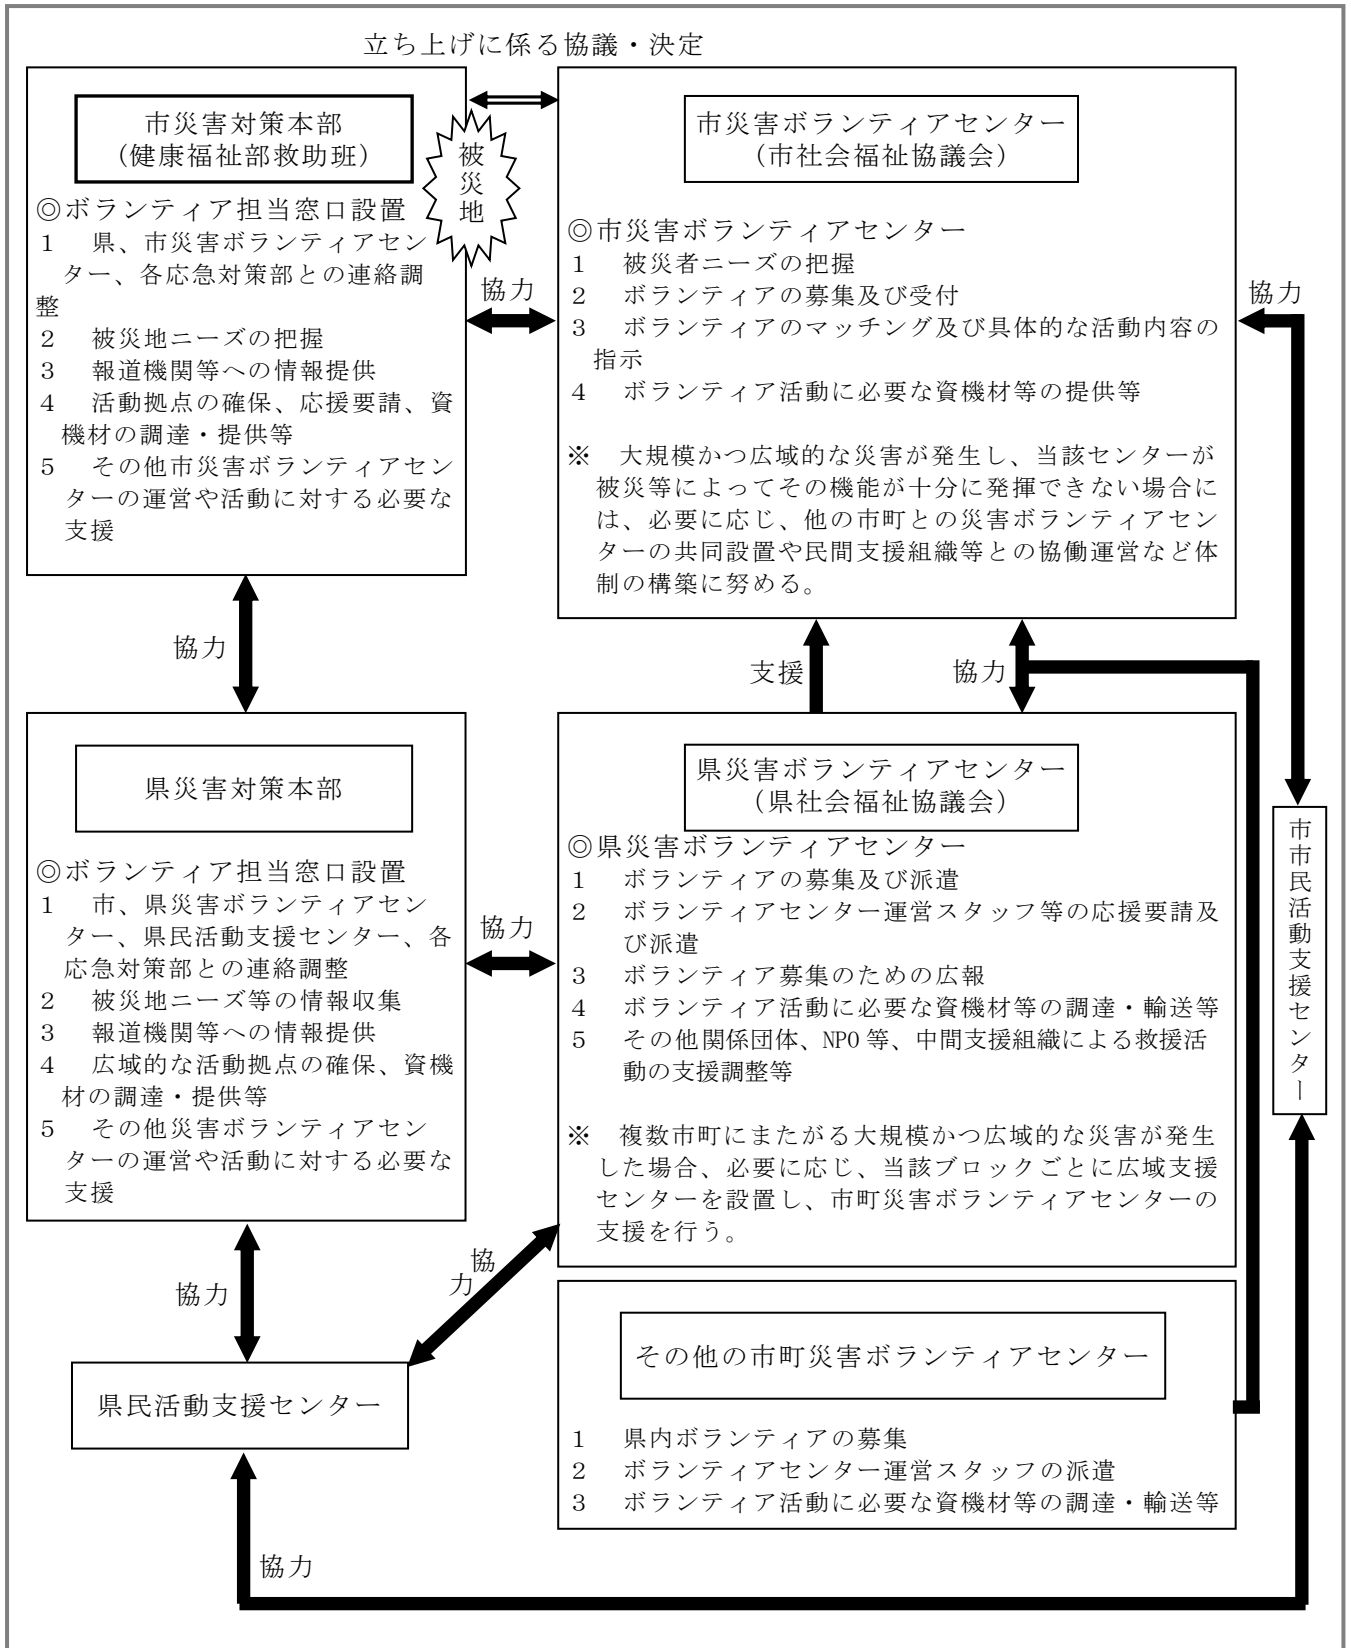 立ち上げに係る協議・決定
市災害対策本部
（健康福祉部救助班）
◎ボランティア担当窓口設置
1　県、市災害ボランティアセン
ター、各応急対策部との連絡調
整
2　被災地ニーズの把握
3　報道機関等への情報提供
4　活動拠点の確保、応援要請、資
機材の調達・提供等
5　その他市災害ボランティアセン
ターの運営や活動に対する必要な
支援
被災地
協力
市災害ボランティアセンター
（市社会福祉協議会）
◎市災害ボランティアセンター
1　被災者ニーズの把握
2　ボランティアの募集及び受付
3　ボランティアのマッチング及び具体的な活動内容の
指示
4　ボランティア活動に必要な資機材等の提供等
※　大規模かつ広域的な災害が発生し、当該センターが
被災等によってその機能が十分に発揮できない場合に
は、必要に応じ、他の市町との災害ボランティアセン
ターの共同設置や民間支援組織等との協働運営など体
制の構築に努める。
協力
協力
支援
協力
県災害対策本部
◎ボランティア担当窓口設置
1　市、県災害ボランティアセン
ター、県民活動支援センター、各
応急対策部との連絡調整
2　被災地ニーズ等の情報収集
3　報道機関等への情報提供
4　広域的な活動拠点の確保、資機
材の調達・提供等
5　その他災害ボランティアセン
ターの運営や活動に対する必要な
支援
協力
県災害ボランティアセンター
（県社会福祉協議会）
◎県災害ボランティアセンター
1　ボランティアの募集及び派遣
2　ボランティアセンター運営スタッフ等の応援要請及
び派遣
3　ボランティア募集のための広報
4　ボランティア活動に必要な資機材等の調達・輸送等
5　その他関係団体、NPO等、中間支援組織による救援活
動の支援調整等
※　複数市町にまたがる大規模かつ広域的な災害が発生
した場合、必要に応じ、当該ブロックごとに広域支援
センターを設置し、市町災害ボランティアセンターの
支援を行う。
市市民活動支援センター
協力
協力
県民活動支援センター
その他の市町災害ボランティアセンター
1　県内ボランティアの募集
2　ボランティアセンター運営スタッフの派遣
3　ボランティア活動に必要な資機材等の調達・輸送等
協力